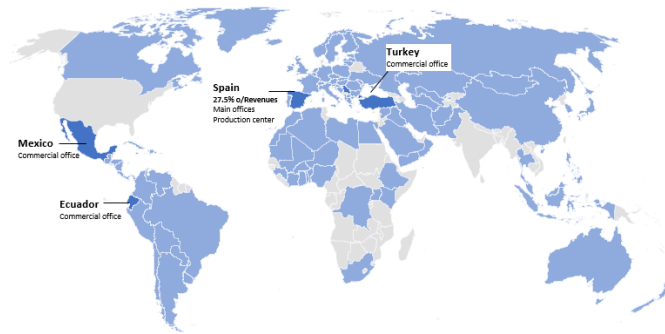 Turkey
Commercial office
Spain
27.5% o/Revenues
Main offices
Production center
Mexico
Commercial office
Ecuador
Commercial office